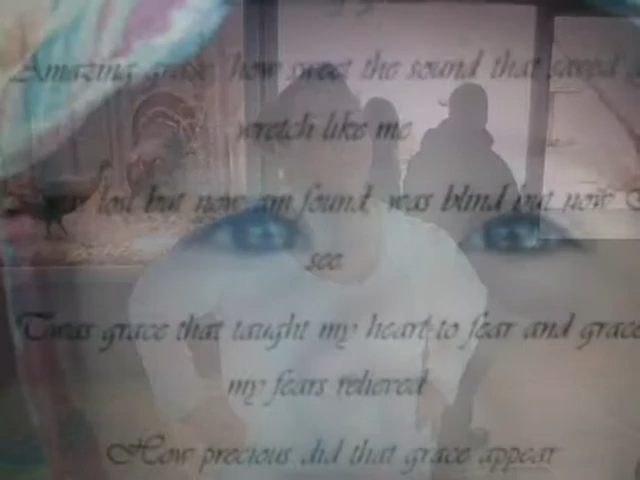 Amazing grace how sweet the sound that saved a
wretch like me
I was lost but now am found, was blind but now I
see
Twas grace that taught my heart to fear and grace
my fears relieved
How precious did that grace appear